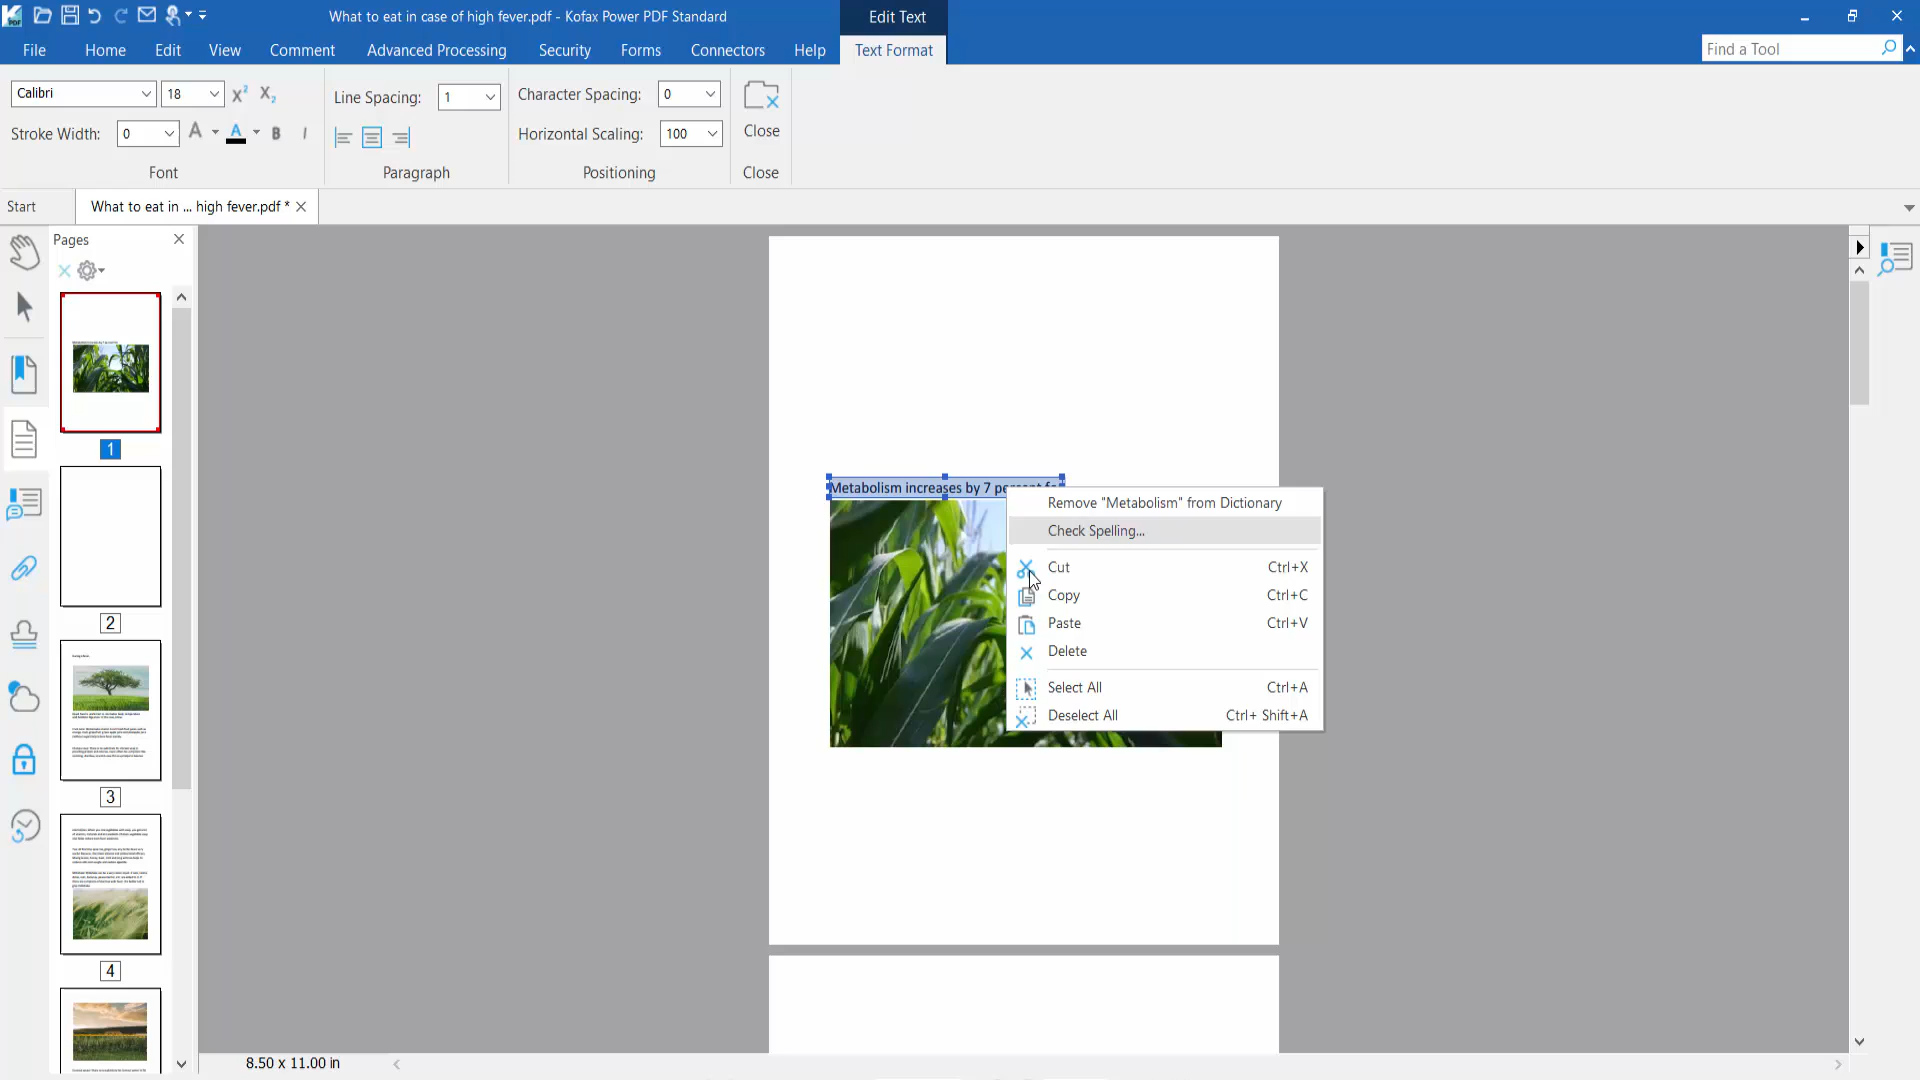 What to eat in case of high fever.pdf - Kofax Power PDF Standard
Edit Text
File Home Edit View Comment Advanced Processing Security Forms Connectors Help Text Format
Find a Tool
Calibri 18
Line Spacing: 1
Character Spacing: 0
Stroke Width: 0
Horizontal Scaling: 100
Close
Font Paragraph Positioning Close
Start What to eat in ... high fever.pdf *
Pages
1
2
3
4
Metabolism increases by 7 percent fo
Remove "Metabolism" from Dictionary
Check Spelling...
Cut Ctrl+X
Copy Ctrl+C
Paste Ctrl+V
Delete
Select All Ctrl+A
Deselect All Ctrl+ Shift+A
8.50 x 11.00 in